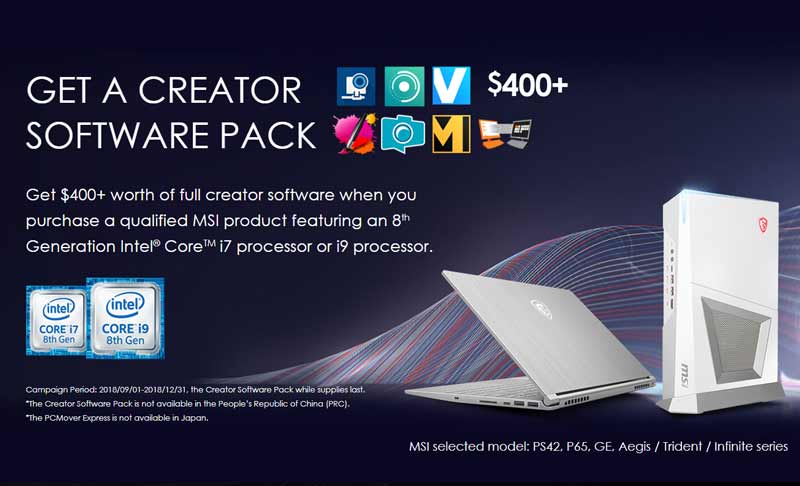 GET A CREATOR
SOFTWARE PACK
$400+
V
M
EF
Get $400+ worth of full creator software when you
purchase a qualified MSI product featuring an 8th
Generation Intel® Core™ i7 processor or i9 processor.
intel®
CORE i7
8th Gen
intel®
CORE i9
8th Gen
msi
Campaign Period: 2018/09/01-2018/12/31, the Creator Software Pack while supplies last.
*The Creator Software Pack is not available in the People's Republic of China (PRC).
*The PCMover Express is not available in Japan.
MSI selected model: PS42, P65, GE, Aegis / Trident / Infinite series